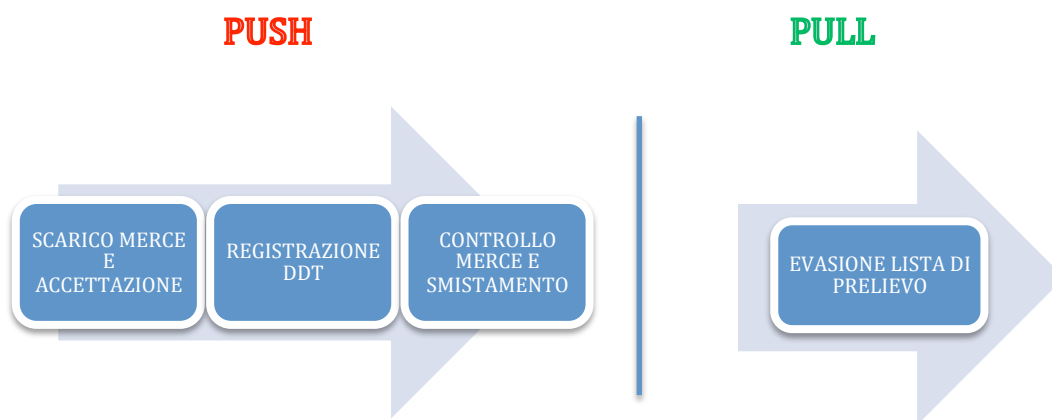 PUSH
PULL
SCARICO MERCE
E
ACCETTAZIONE
REGISTRAZIONE
DDT
CONTROLLO
MERCE E
SMISTAMENTO
EVASIONE LISTA DI
PRELIEVO